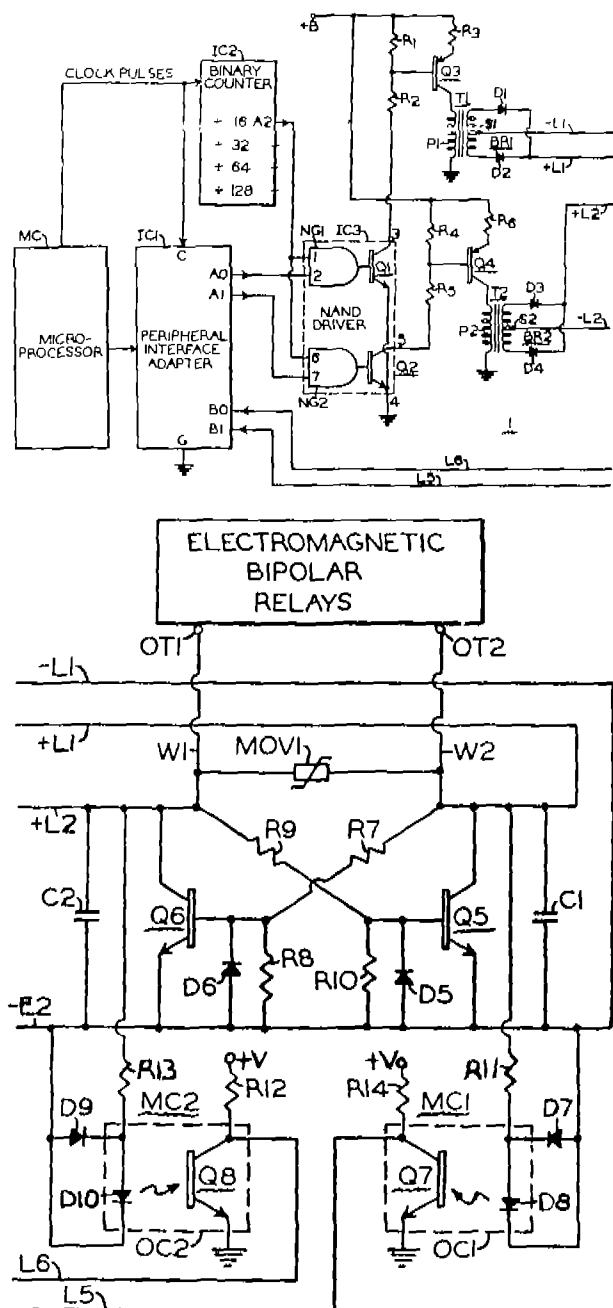 +B
R1
R3
IC2
BINARY
COUNTER
CLOCK PULSES
Q3
R2
T1
D1
÷ 16 A2
÷ 32
÷ 64
÷ 128
P1
S1
-L1
BR1
+L1
D2
R6
+L2
MC
IC1
NG1
IC3
3
R4
C
1
2
Q1
Q4
A0
A1
R5
T2
D3
NAND
DRIVER
MICRO-
PROCESSOR
PERIPHERAL
INTERFACE
ADAPTER
5
P2
S2
-L2
BR2
6
7
Q2
D4
NG2
4
B0
B1
G
L6
L5
ELECTROMAGNETIC
BIPOLAR
RELAYS
OT1
OT2
-L1
+L1
W1
MOV1
W2
+L2
R9
R7
C2
Q6
Q5
C1
D6
R8
R10
D5
-E2
R13
+V
+V
R11
R12
R14
D9
MC2
MC1
D7
D10
Q8
Q7
D8
OC2
OC1
L6
L5